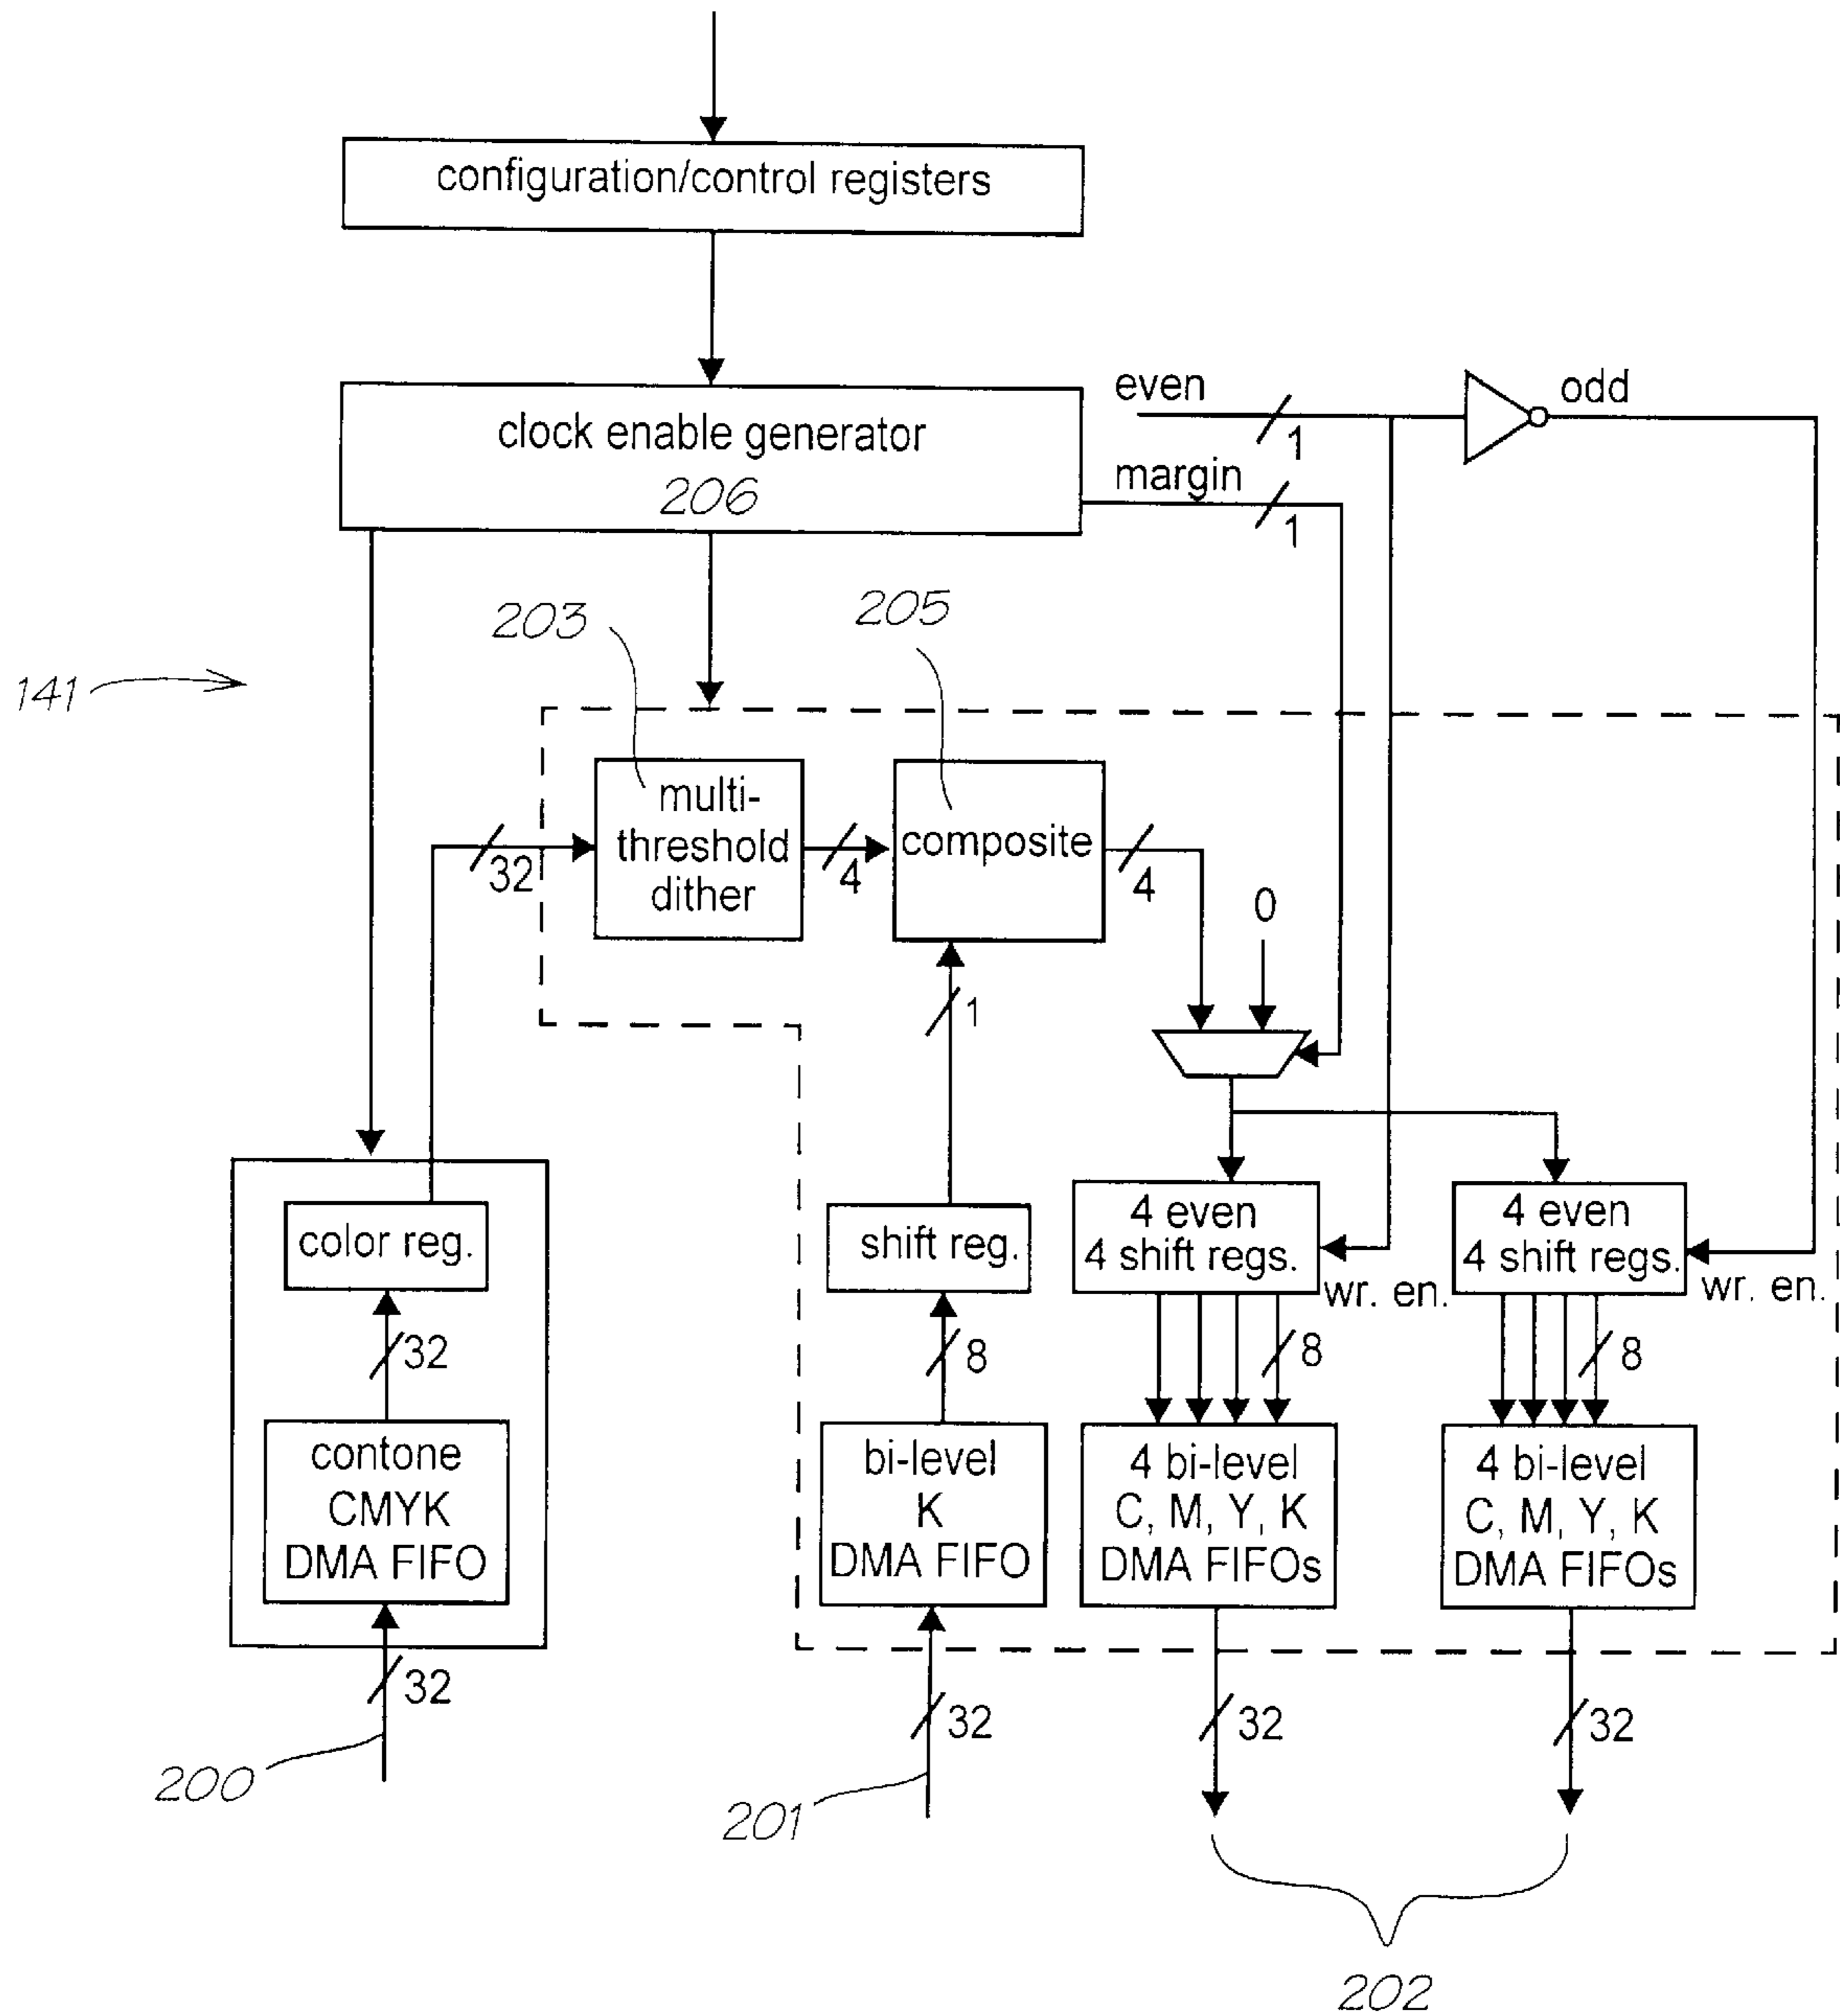 configuration/control registers
even
odd
clock enable generator
206
1
margin
1
203
205
141
multi-
threshold
dither
composite
32
4
4
0
1
color reg.
shift reg.
4 even
4 shift regs.
4 even
4 shift regs.
wr. en.
wr. en.
32
8
8
8
contone
CMYK
DMA FIFO
bi-level
K
DMA FIFO
4 bi-level
C, M, Y, K
DMA FIFOs
4 bi-level
C, M, Y, K
DMA FIFOs
32
32
32
32
200
201
202